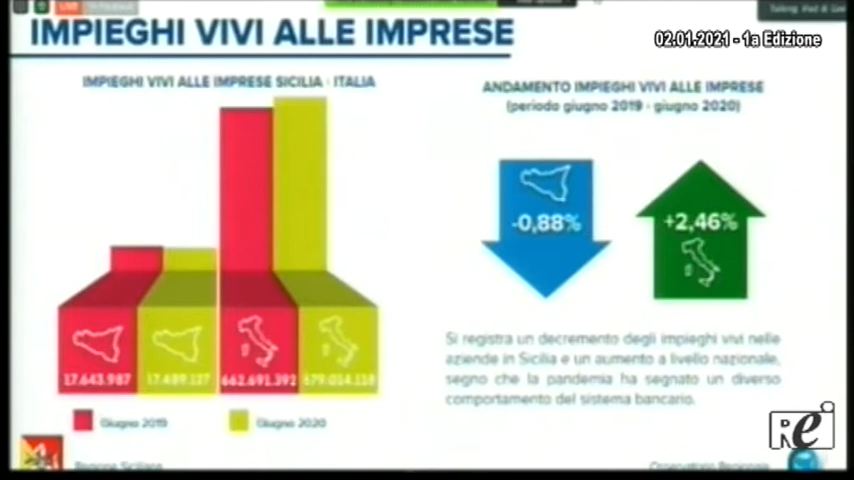 LIVE
IMPIEGHI VIVI ALLE IMPRESE
02.01.2021 - 1a Edizione
IMPIEGHI VIVI ALLE IMPRESE SICILIA - ITALIA
ANDAMENTO IMPIEGHI VIVI ALLE IMPRESE
(periodo giugno 2019 - giugno 2020)
-0,88%
+2,46%
17.643.987
662.691.392
679.014.118
Si registra un decremento degli impieghi vivi nelle
aziende in Sicilia e un aumento a livello nazionale,
segno che la pandemia ha segnato un diverso
comportamento del sistema bancario.
Giugno 2019
Giugno 2020
Rei
Regione Siciliana
Osservatorio Regionale